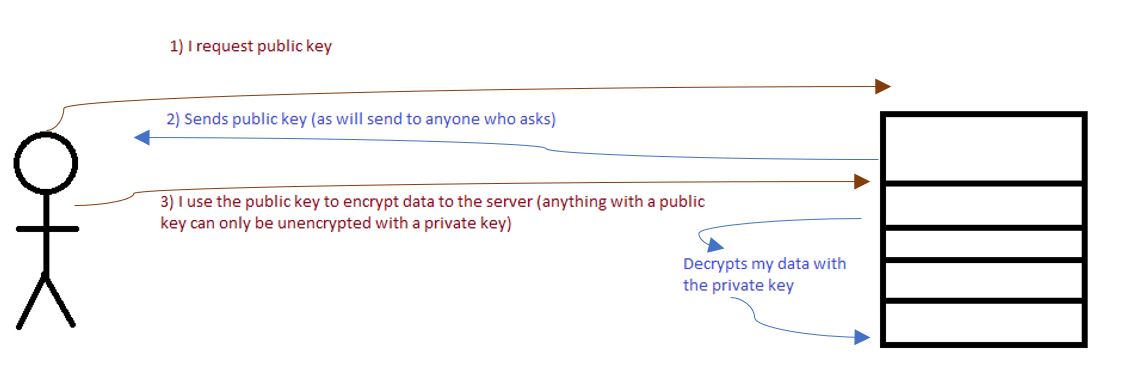 1) I request public key
2) Sends public key (as will send to anyone who asks)
3) I use the public key to encrypt data to the server (anything with a public
key can only be unencrypted with a private key)
Decrypts my data with
the private key